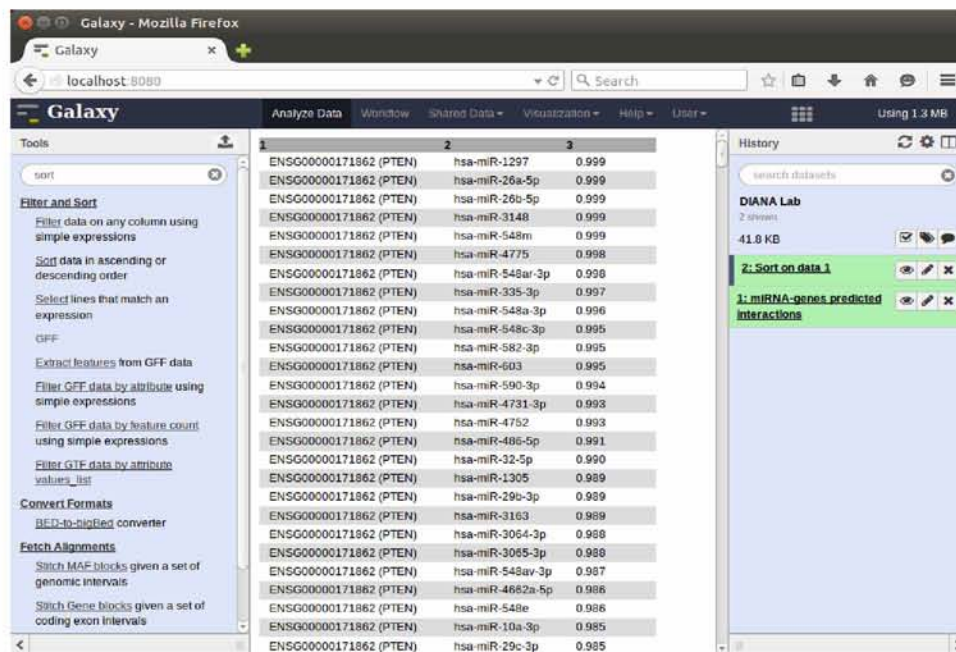 Galaxy - Mozilla Firefox
Galaxy
localhost:8080
Search
Galaxy
Analyze Data Workflow Shared Data Visualization Help User
Using 1.3 MB
Tools
sort
Filter and Sort
Filter data on any column using
simple expressions
Sort data in ascending or
descending order
Select lines that match an
expression
GFF
Extract features from GFF data
Filter GFF data by attribute using
simple expressions
Filter GFF data by feature count
using simple expressions
Filter GTF data by attribute
values_list
Convert Formats
BED-to-bigBed converter
Fetch Alignments
Stitch MAF blocks given a set of
genomic intervals
Stitch Gene blocks given a set of
coding exon intervals
1 2 3
ENSG00000171862 (PTEN) hsa-miR-1297 0.999
ENSG00000171862 (PTEN) hsa-miR-26a-5p 0.999
ENSG00000171862 (PTEN) hsa-miR-26b-5p 0.999
ENSG00000171862 (PTEN) hsa-miR-3148 0.999
ENSG00000171862 (PTEN) hsa-miR-548m 0.999
ENSG00000171862 (PTEN) hsa-miR-4775 0.998
ENSG00000171862 (PTEN) hsa-miR-548ar-3p 0.998
ENSG00000171862 (PTEN) hsa-miR-335-3p 0.997
ENSG00000171862 (PTEN) hsa-miR-548a-3p 0.996
ENSG00000171862 (PTEN) hsa-miR-548c-3p 0.995
ENSG00000171862 (PTEN) hsa-miR-582-3p 0.995
ENSG00000171862 (PTEN) hsa-miR-603 0.995
ENSG00000171862 (PTEN) hsa-miR-590-3p 0.994
ENSG00000171862 (PTEN) hsa-miR-4731-3p 0.993
ENSG00000171862 (PTEN) hsa-miR-4752 0.993
ENSG00000171862 (PTEN) hsa-miR-486-5p 0.991
ENSG00000171862 (PTEN) hsa-miR-32-5p 0.990
ENSG00000171862 (PTEN) hsa-miR-1305 0.989
ENSG00000171862 (PTEN) hsa-miR-29b-3p 0.989
ENSG00000171862 (PTEN) hsa-miR-3163 0.989
ENSG00000171862 (PTEN) hsa-miR-3064-3p 0.988
ENSG00000171862 (PTEN) hsa-miR-3065-3p 0.988
ENSG00000171862 (PTEN) hsa-miR-548av-3p 0.987
ENSG00000171862 (PTEN) hsa-miR-4662a-5p 0.986
ENSG00000171862 (PTEN) hsa-miR-548e 0.986
ENSG00000171862 (PTEN) hsa-miR-10a-3p 0.985
ENSG00000171862 (PTEN) hsa-miR-29c-3p 0.985
History
search datasets
DIANA Lab
2 shown
41.8 KB
2: Sort on data 1
1: miRNA-genes predicted
interactions